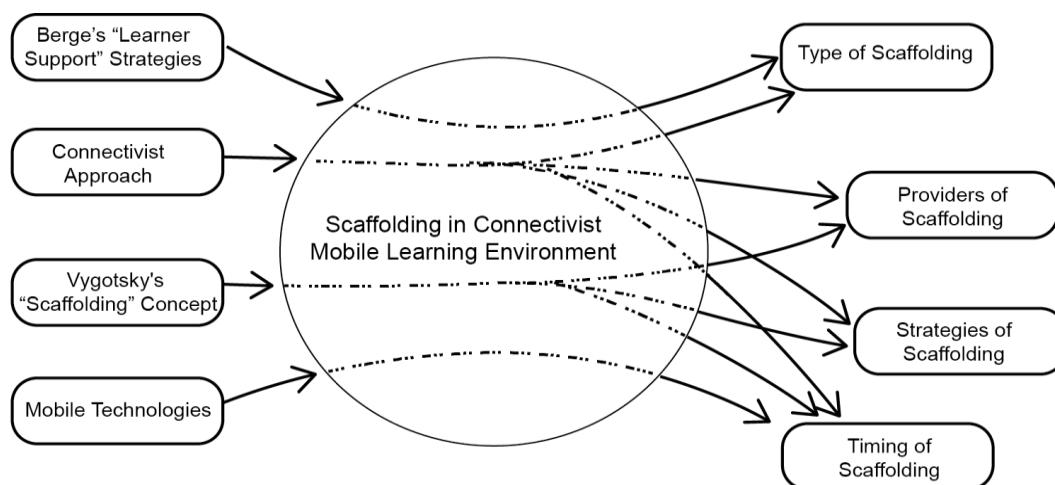 Berge’s “Learner
Support” Strategies
Connectivist
Approach
Vygotsky's
“Scaffolding” Concept
Mobile Technologies
Scaffolding in Connectivist
Mobile Learning Environment
Type of Scaffolding
Providers of
Scaffolding
Strategies of
Scaffolding
Timing of
Scaffolding